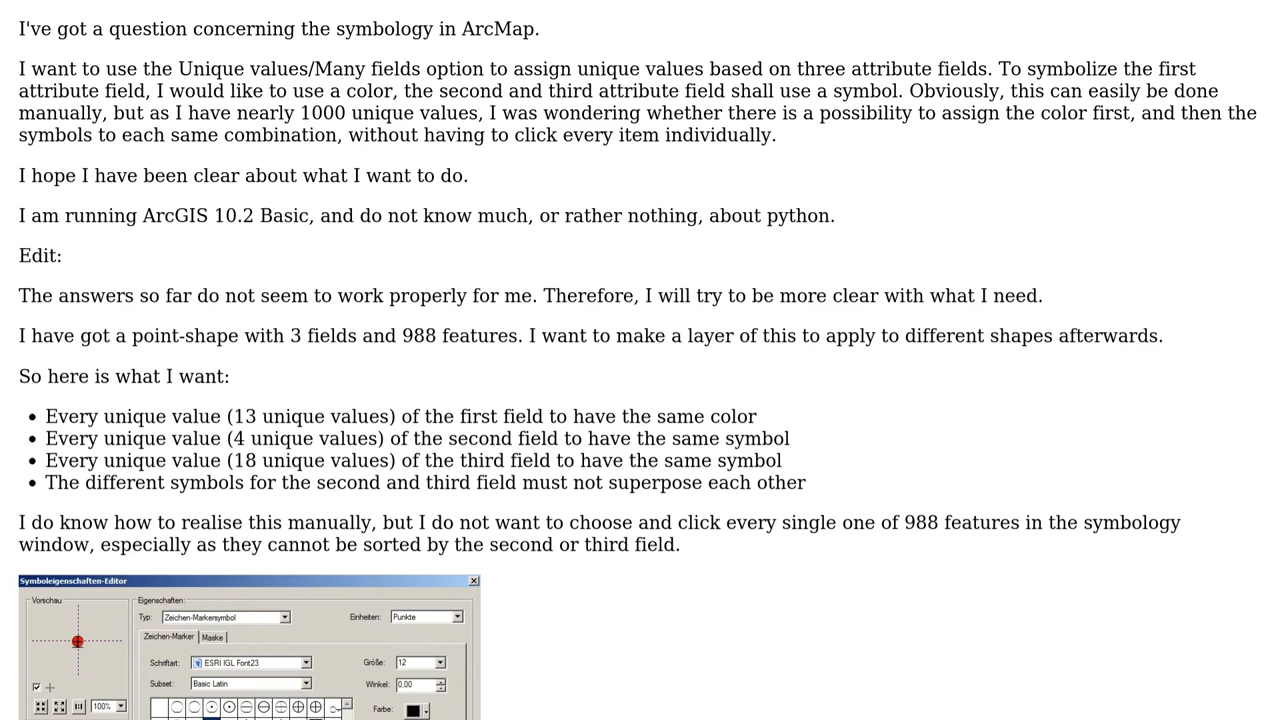 I've got a question concerning the symbology in ArcMap.
I want to use the Unique values/Many fields option to assign unique values based on three attribute fields. To symbolize the first
attribute field, I would like to use a color, the second and third attribute field shall use a symbol. Obviously, this can easily be done
manually, but as I have nearly 1000 unique values, I was wondering whether there is a possibility to assign the color first, and then the
symbols to each same combination, without having to click every item individually.
I hope I have been clear about what I want to do.
I am running ArcGIS 10.2 Basic, and do not know much, or rather nothing, about python.
Edit:
The answers so far do not seem to work properly for me. Therefore, I will try to be more clear with what I need.
I have got a point-shape with 3 fields and 988 features. I want to make a layer of this to apply to different shapes afterwards.
So here is what I want:
• Every unique value (13 unique values) of the first field to have the same color
• Every unique value (4 unique values) of the second field to have the same symbol
• Every unique value (18 unique values) of the third field to have the same symbol
• The different symbols for the second and third field must not superpose each other
I do know how to realise this manually, but I do not want to choose and click every single one of 988 features in the symbology
window, especially as they cannot be sorted by the second or third field.
Symboleigenschaften-Editor
Vorschau
Eigenschaften:
Typ: Zeichen-Markersymbol Einheiten: Punkte
Zeichen-Marker Maske
Schriftart: ESRI IGL Font23 Größe: 12
Subset: Basic Latin Winkel: 0,00
1:1 100% Farbe: